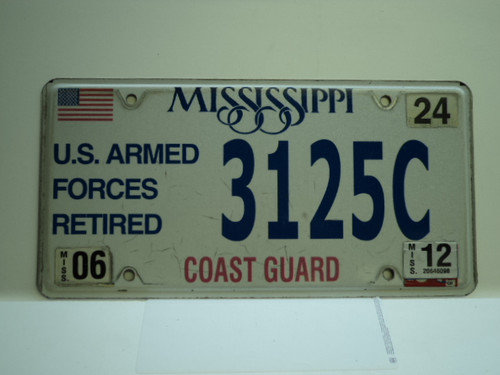 MISSISSIPPI
24
U.S. ARMED
FORCES
RETIRED
3125C
MISS
06
COAST GUARD
MISS.
12